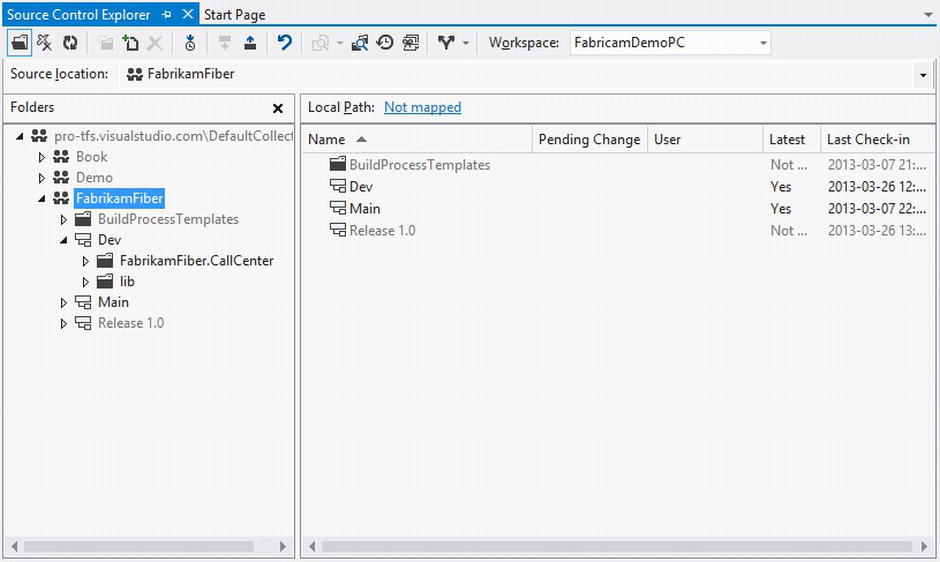 Source Control Explorer Start Page
Workspace: FabricamDemoPC
Source location: FabrikamFiber
Folders
pro-tfs.visualstudio.com\DefaultCollect
Book
Demo
FabrikamFiber
BuildProcessTemplates
Dev
FabrikamFiber.CallCenter
lib
Main
Release 1.0
Local Path: Not mapped
Name Pending Change User Latest Last Check-in
BuildProcessTemplates Not ... 2013-03-07 21:...
Dev Yes 2013-03-26 12:...
Main Yes 2013-03-07 22:...
Release 1.0 Not ... 2013-03-26 13:...